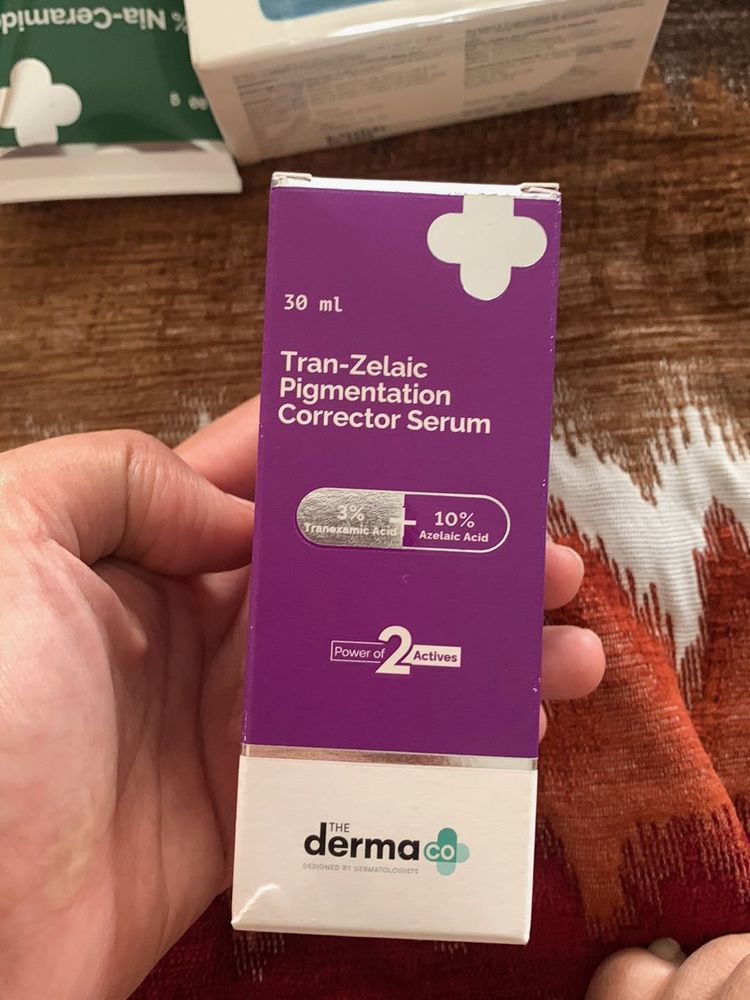 % Nia-Ceramide
30 ml
Tran-Zelaic
Pigmentation
Corrector Serum
3%
Tranexamic Acid
+
10%
Azelaic Acid
Power of 2 Actives
THE
derma co
DESIGNED BY DERMATOLOGISTS